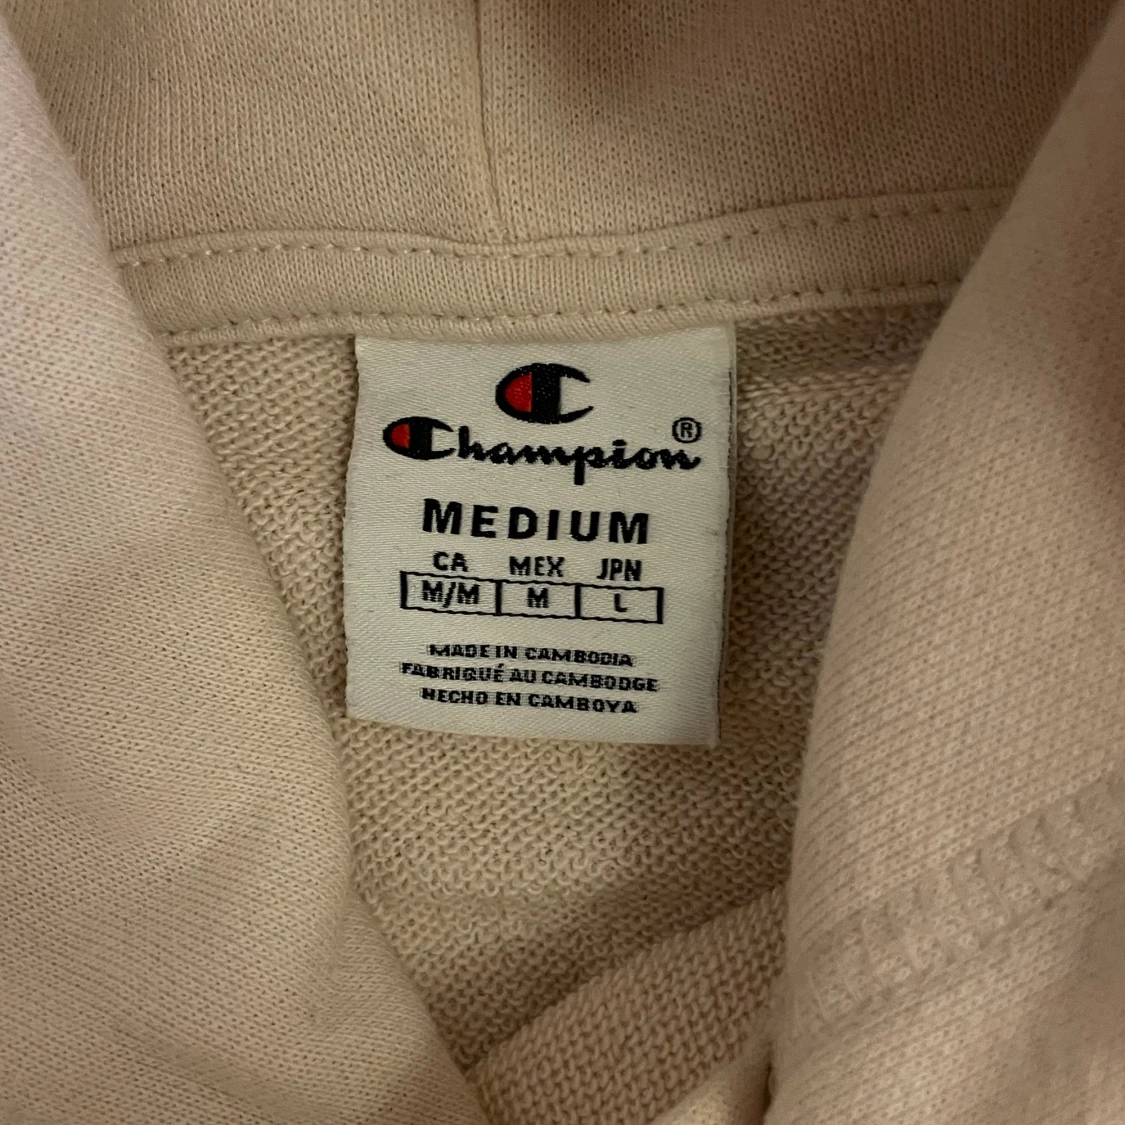 Champion®
MEDIUM
CA MEX JPN
M/M M L
MADE IN CAMBODIA
FABRIQUÉ AU CAMBODGE
HECHO EN CAMBOYA